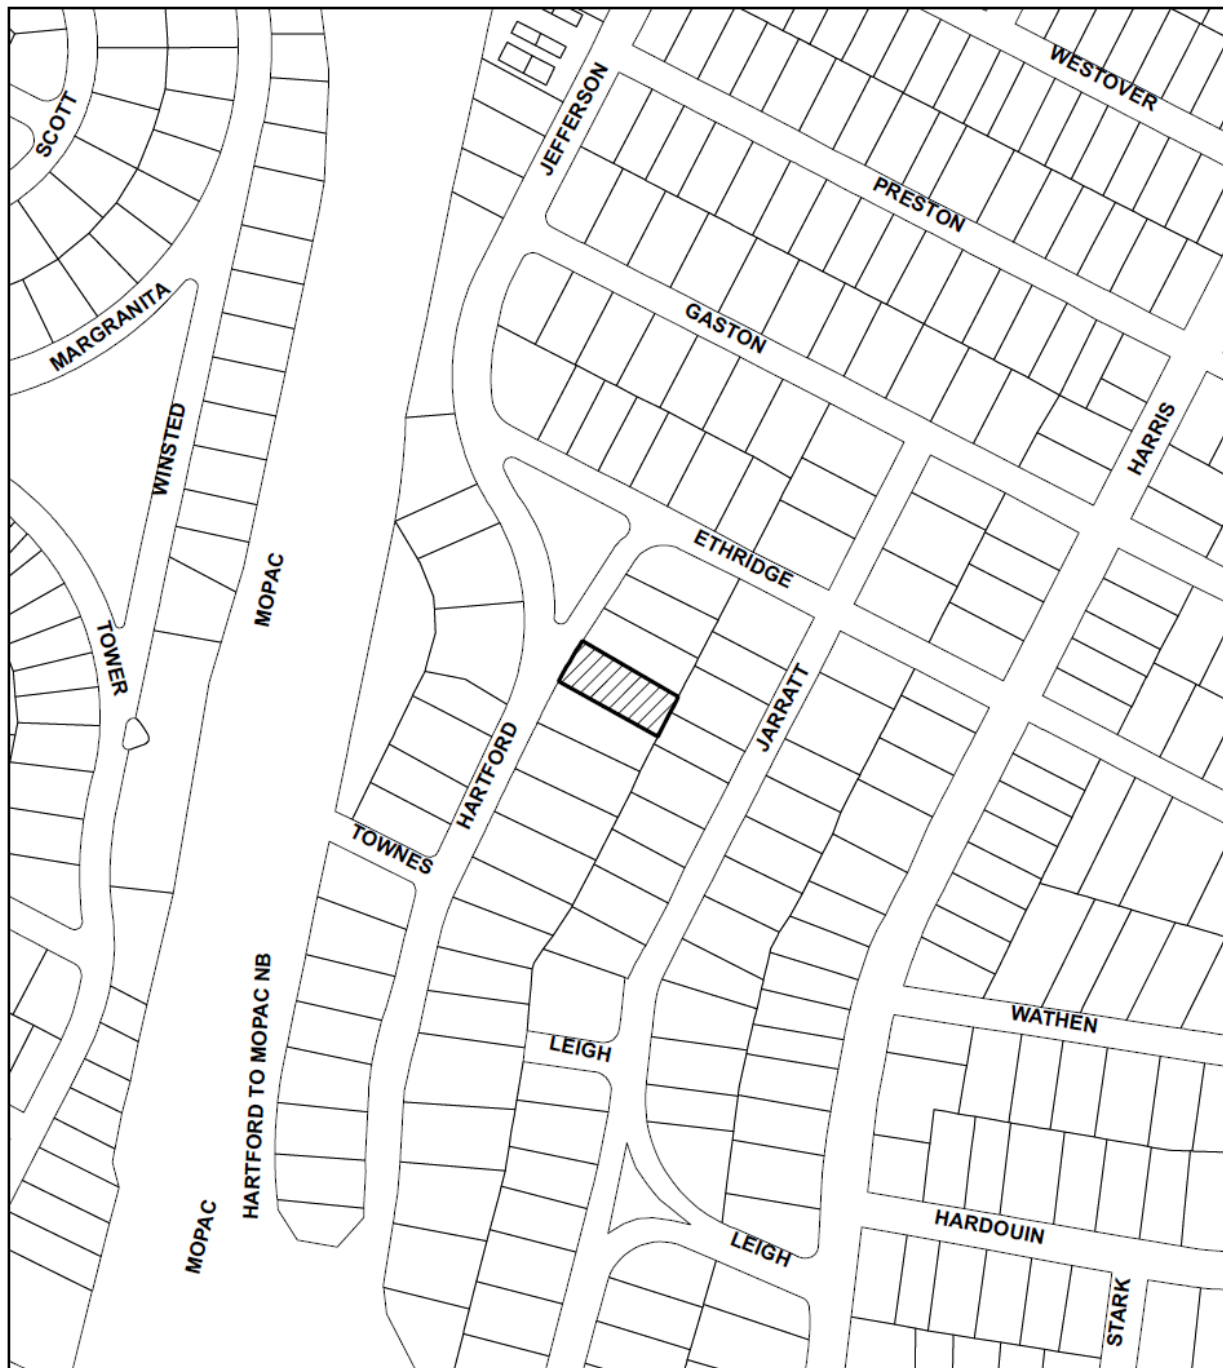 WESTOVER
JEFFERSON
SCOTT
PRESTON
MARGRANITA
GASTON
WINSTED
HARRIS
ETHRIDGE
MOPAC
TOWER
JARRATT
HARTFORD
TOWNES
HARTFORD TO MOPAC NB
WATHEN
LEIGH
MOPAC
HARDOUIN
LEIGH
STARK